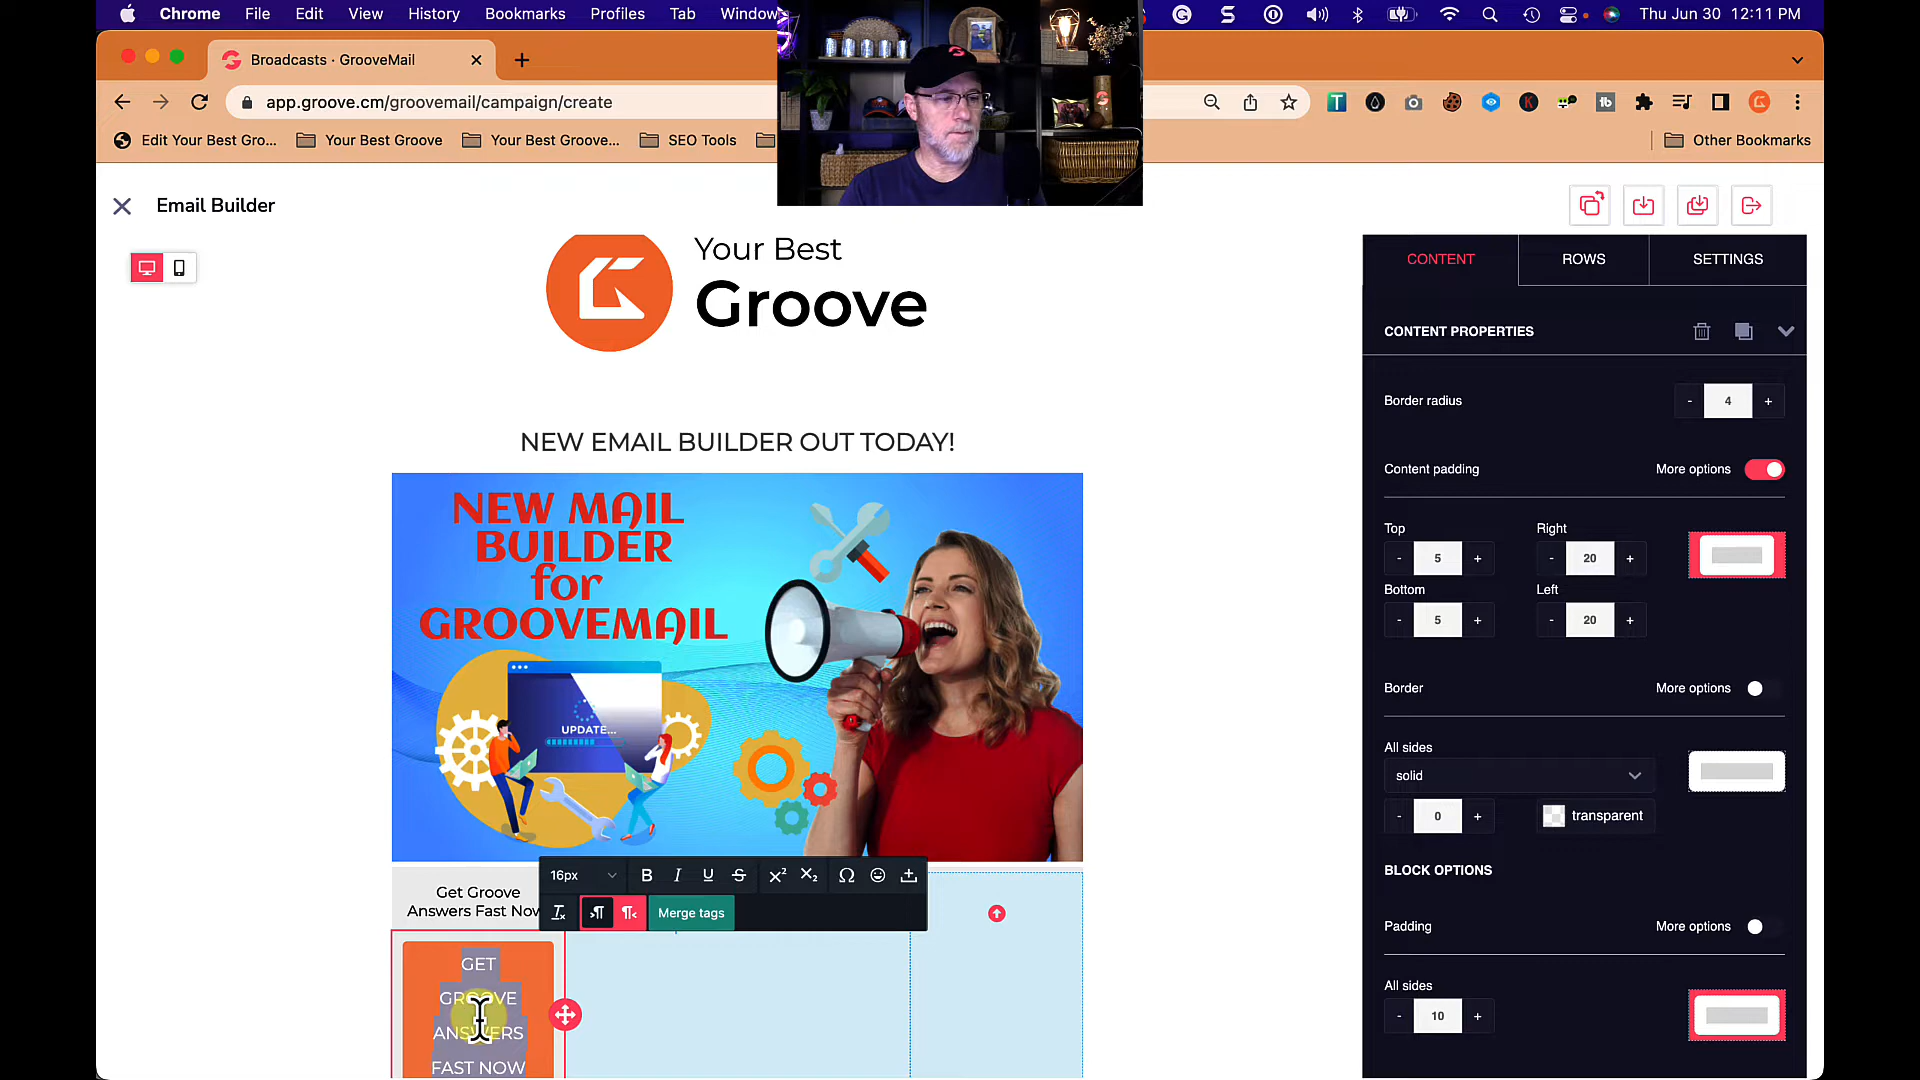 Chrome File Edit View History Bookmarks Profiles Tab Window
Thu Jun 30 12:11 PM
Broadcasts · GrooveMail
app.groove.cm/groovemail/campaign/create
Edit Your Best Gro...
Your Best Groove
Your Best Groove...
SEO Tools
Other Bookmarks
Email Builder
Your Best
Groove
NEW EMAIL BUILDER OUT TODAY!
NEW MAIL
BUILDER
for
GROOVEMAIL
UPDATE...
Get Groove
Answers Fast Now
16px
Merge tags
GET
GROOVE
ANSWERS
FAST NOW
CONTENT ROWS SETTINGS
CONTENT PROPERTIES
Border radius - 4 +
Content padding More options
Top Right
- 5 + - 20 +
Bottom Left
- 5 + - 20 +
Border More options
All sides
solid
- 0 + transparent
BLOCK OPTIONS
Padding More options
All sides
- 10 +